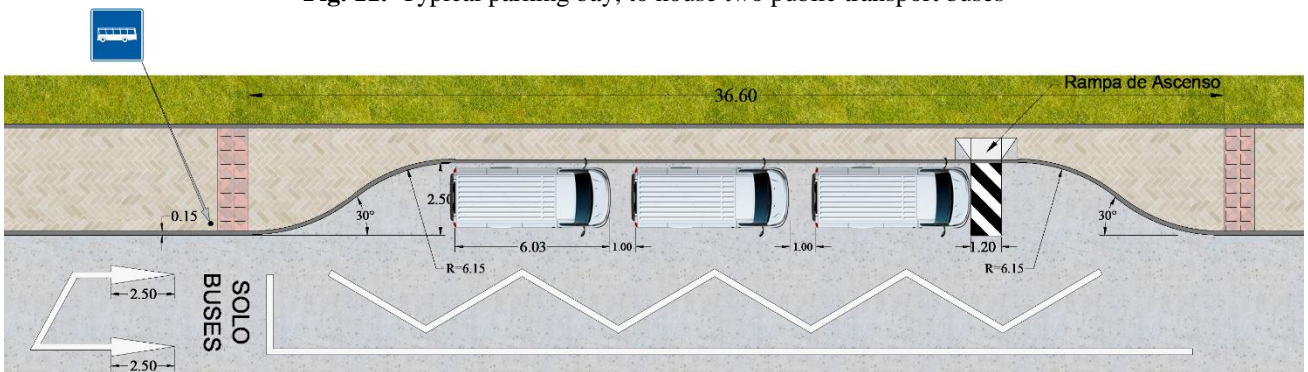 Fig. 11. Typical parking bay, to house two public transport buses
36.60
Rampa de Ascenso
0.15
30°
2.50
30°
6.03
1.00
1.00
1.20
R=6.15
R=6.15
2.50
SOLO
BUSES
2.50